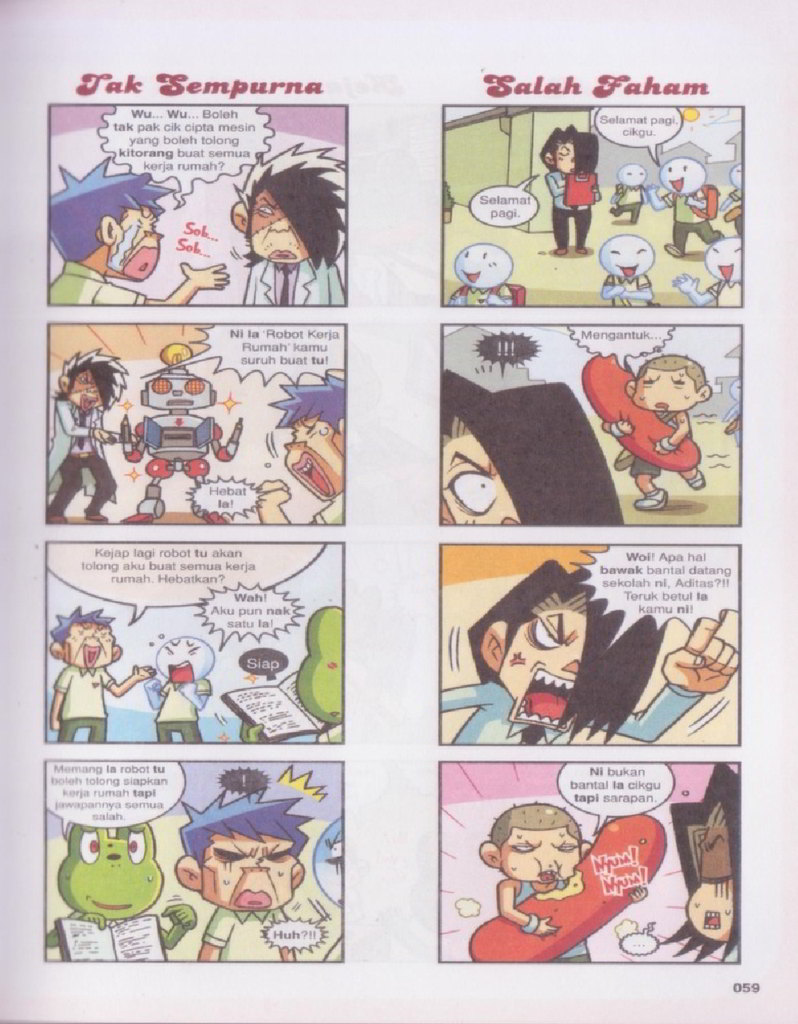 Tak Sempurna
Wu... Wu... Boleh
tak pak cik cipta mesin
yang boleh tolong
kitorang buat semua
kerja rumah?
Sob...
Sob...
Ni la 'Robot Kerja
Rumah' kamu
suruh buat tu!
Hebat
la!
Kejap lagi robot tu akan
tolong aku buat semua kerja
rumah. Hebatkan?
Wah!
Aku pun nak
satu la!
Siap
Memang la robot tu
boleh tolong siapkan
kerja rumah tapi
jawapannya semua
salah.
!
Huh?!!
Salah Faham
Selamat pagi,
cikgu.
Selamat
pagi.
!!!
Mengantuk...
Woi! Apa hal
bawak bantal datang
sekolah ni, Aditas?!!
Teruk betul la
kamu ni!
Ni bukan
bantal la cikgu
tapi sarapan.
Nyum!
Nyum!
059